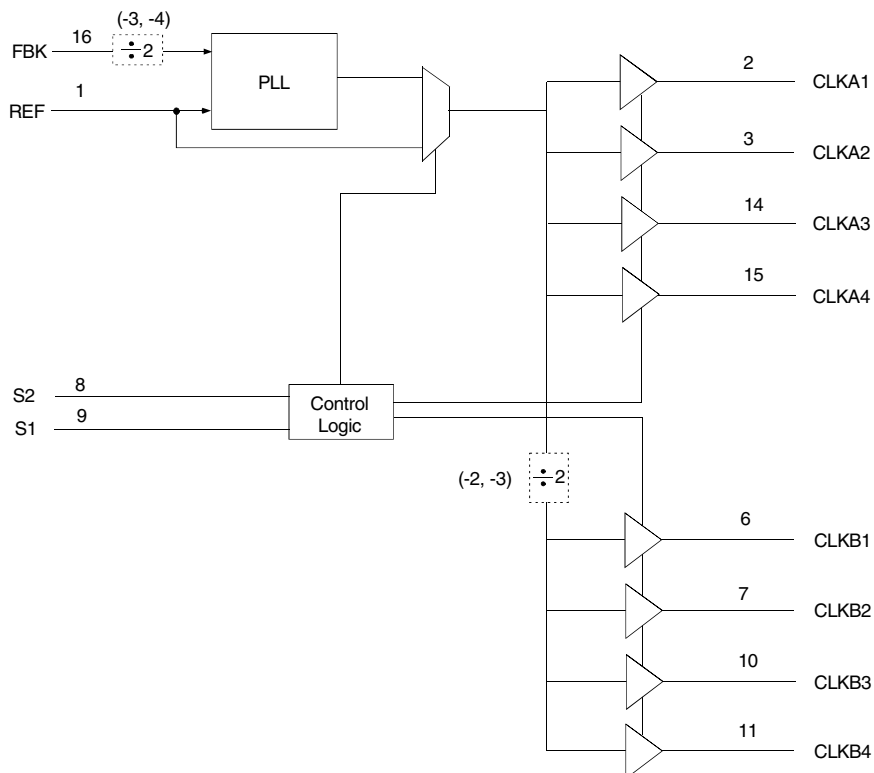 (-3, -4)
FBK 16 ÷2
PLL
REF 1
2 CLKA1
3 CLKA2
14 CLKA3
15 CLKA4
S2 8
S1 9
Control
Logic
(-2, -3) ÷2
6 CLKB1
7 CLKB2
10 CLKB3
11 CLKB4